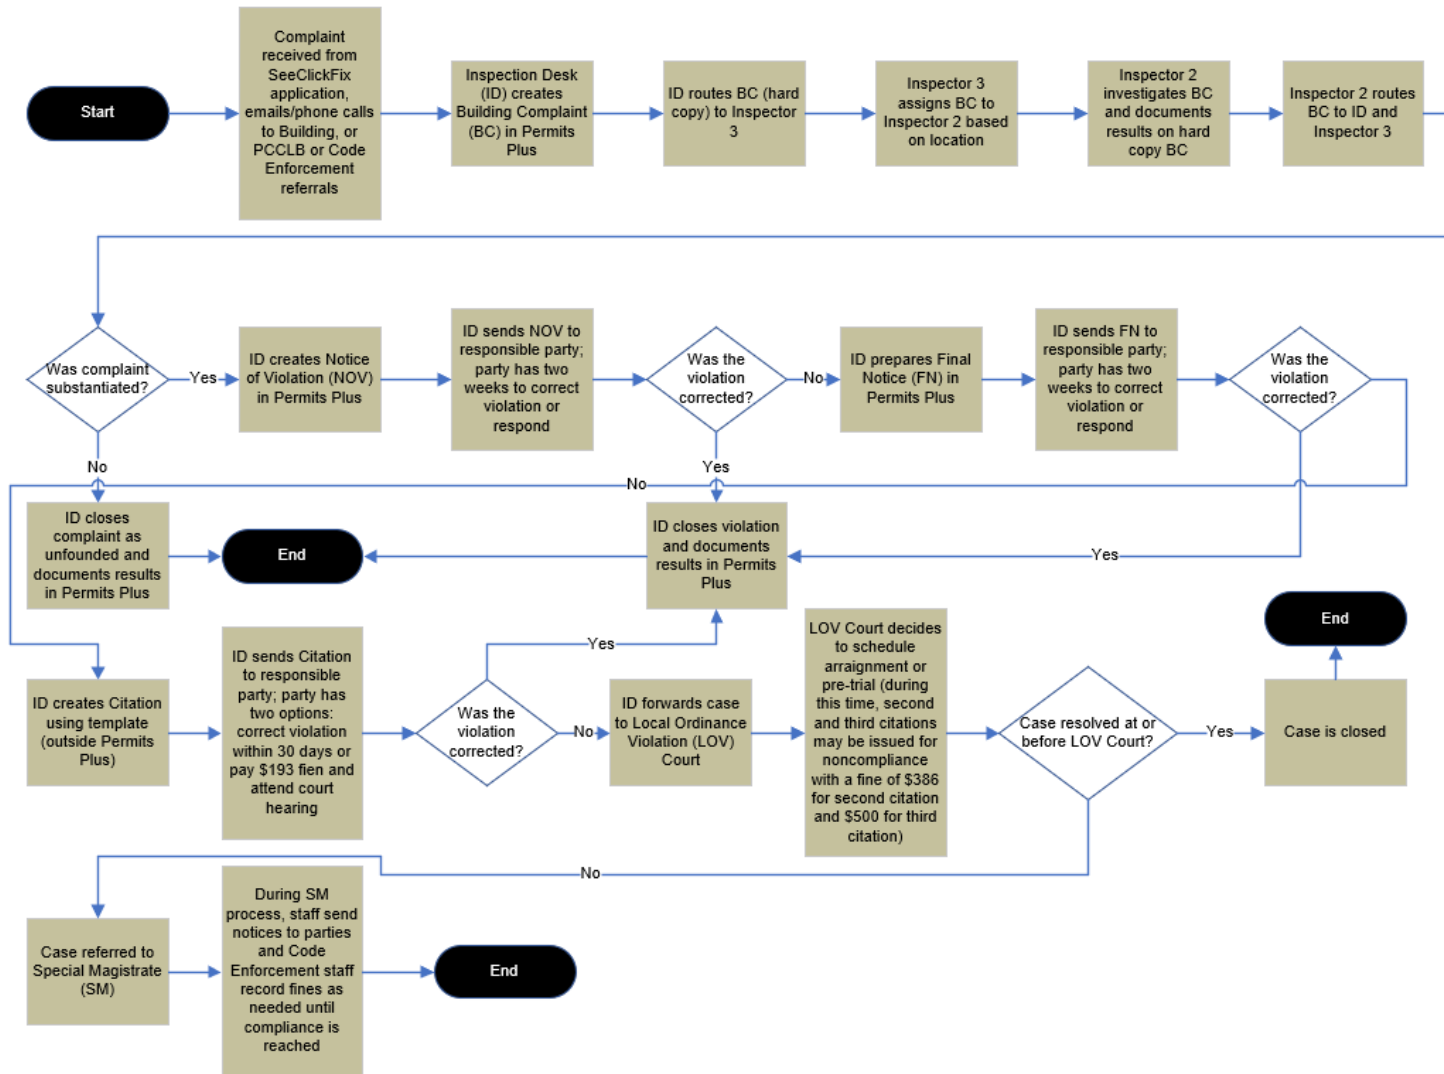 Start
Complaint
received from
SeeClickFix
application,
emails/phone calls
to Building, or
PCCLB or Code
Enforcement
referrals
Inspection Desk
(ID) creates
Building Complaint
(BC) in Permits
Plus
ID routes BC (hard
copy) to Inspector
3
Inspector 3
assigns BC to
Inspector 2 based
on location
Inspector 2
investigates BC
and documents
results on hard
copy BC
Inspector 2 routes
BC to ID and
Inspector 3
Was complaint
substantiated?
Yes
ID creates Notice
of Violation (NOV)
in Permits Plus
ID sends NOV to
responsible party;
party has two
weeks to correct
violation or
respond
Was the
violation
corrected?
No
ID prepares Final
Notice (FN) in
Permits Plus
ID sends FN to
responsible party;
party has two
weeks to correct
violation or
respond
Was the
violation
corrected?
No
Yes
No
ID closes
complaint as
unfounded and
documents results
in Permits Plus
End
ID closes violation
and documents
results in Permits
Plus
Yes
ID creates Citation
using template
(outside Permits
Plus)
ID sends Citation
to responsible
party; party has
two options:
correct violation
within 30 days or
pay $193 fien and
attend court
hearing
Was the
violation
corrected?
Yes
No
ID forwards case
to Local Ordinance
Violation (LOV)
Court
LOV Court decides
to schedule
arraignment or
pre-trial (during
this time, second
and third citations
may be issued for
noncompliance
with a fine of $386
for second citation
and $500 for third
citation)
Case resolved at or
before LOV Court?
Yes
Case is closed
End
No
Case referred to
Special Magistrate
(SM)
During SM
process, staff send
notices to parties
and Code
Enforcement staff
record fines as
needed until
compliance is
reached
End